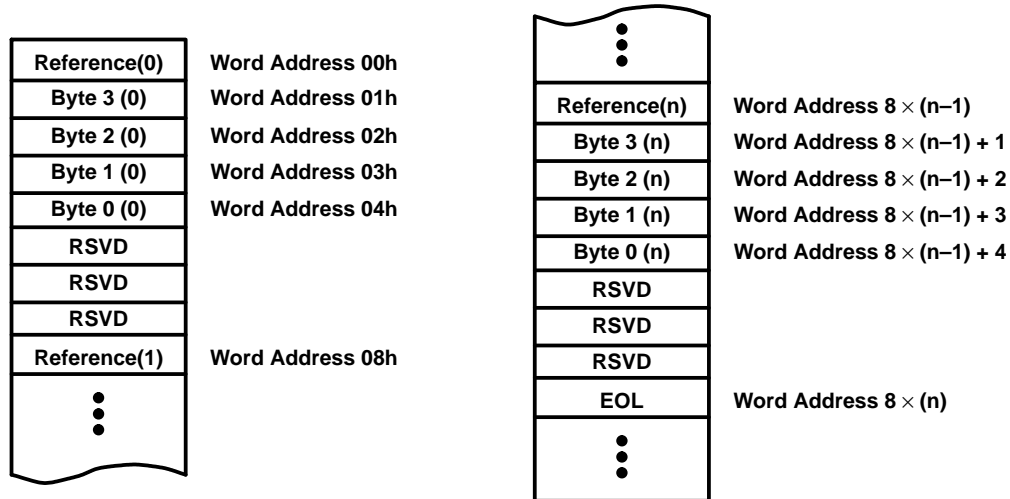 Reference(0) Word Address 00h
Byte 3 (0) Word Address 01h
Byte 2 (0) Word Address 02h
Byte 1 (0) Word Address 03h
Byte 0 (0) Word Address 04h
RSVD
RSVD
RSVD
Reference(1) Word Address 08h
Reference(n) Word Address 8 × (n–1)
Byte 3 (n) Word Address 8 × (n–1) + 1
Byte 2 (n) Word Address 8 × (n–1) + 2
Byte 1 (n) Word Address 8 × (n–1) + 3
Byte 0 (n) Word Address 8 × (n–1) + 4
RSVD
RSVD
RSVD
EOL Word Address 8 × (n)